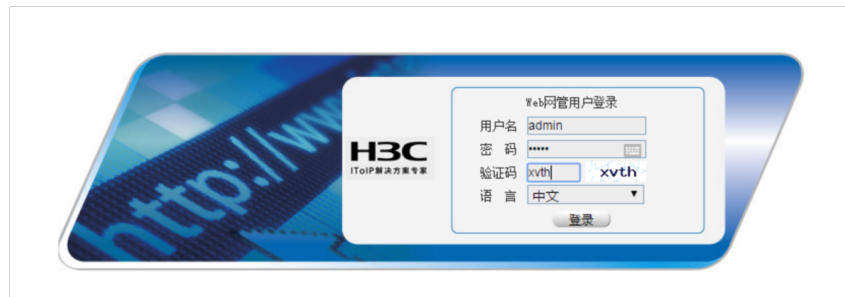 http://www
H3C
IToIP解决方案专家
Web网管用户登录
用户名 admin
密 码 •••••
验证码 xvth xvth
语 言 中文
登录